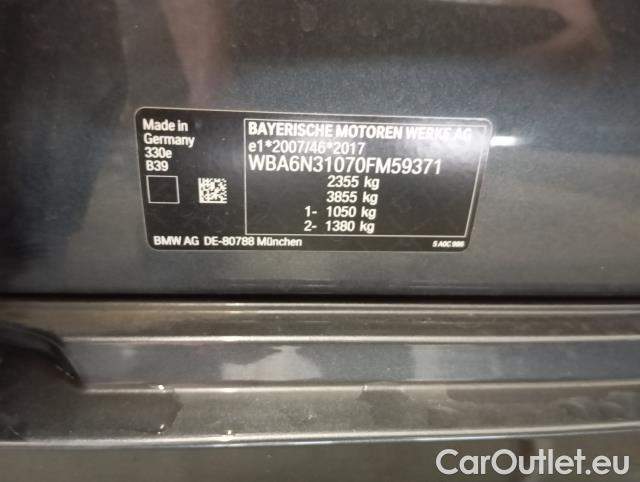 Made in
Germany
330e
B39
BAYERISCHE MOTOREN WERKE AG
e1*2007/46*2017
WBA6N31070FM59371
2355 kg
3855 kg
1- 1050 kg
2- 1380 kg
BMW AG DE-80788 München
CarOutlet.eu